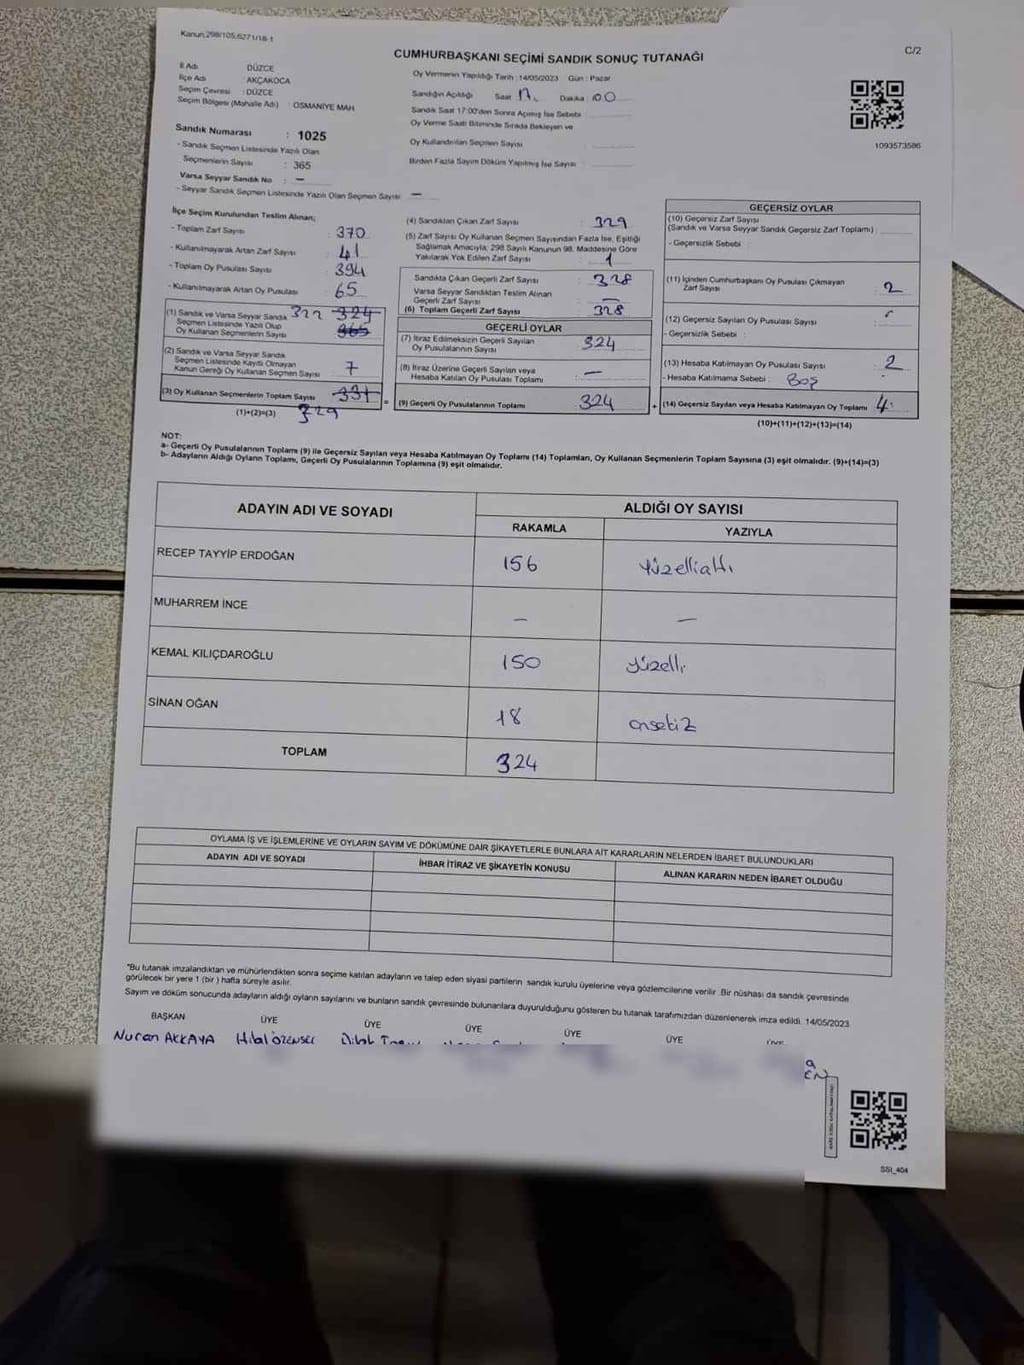 Kanun:298/105;6271/18-1
CUMHURBAŞKANI SEÇİMİ SANDIK SONUÇ TUTANAĞI
C/2
İl Adı : DÜZCE
İlçe Adı : AKÇAKOCA
Seçim Çevresi : DÜZCE
Seçim Bölgesi (Mahalle Adı) : OSMANİYE MAH
Sandık Numarası : 1025
- Sandık Seçmen Listesinde Yazılı Olan
Seçmenlerin Sayısı : 365
Varsa Seyyar Sandık No : -
- Seyyar Sandık Seçmen Listesinde Yazılı Olan Seçmen Sayısı : -
Oy Vermenin Yapıldığı Tarih :14/05/2023 Gün : Pazar
Sandığın Açıldığı Saat 17. Dakika :00
Sandık Saat 17:00'den Sonra Açılmış İse Sebebi :
Oy Verme Saati Bitiminde Sırada Bekleyen ve
Oy Kullandırılan Seçmen Sayısı :
Birden Fazla Sayım Döküm Yapılmış İse Sayısı :
1093573586
İlçe Seçim Kurulundan Teslim Alınan;
- Toplam Zarf Sayısı : 370
- Kullanılmayarak Artan Zarf Sayısı : 41
- Toplam Oy Pusulası Sayısı : 394
- Kullanılmayarak Artan Oy Pusulası : 65
(1) Sandık ve Varsa Seyyar Sandık 322 324
Seçmen Listesinde Yazılı Olup 365
Oy Kullanan Seçmenlerin Sayısı
(2) Sandık ve Varsa Seyyar Sandık
Seçmen Listesinde Kayıtlı Olmayan
Kanun Gereği Oy Kullanan Seçmen Sayısı : 7
(3) Oy Kullanan Seçmenlerin Toplam Sayısı : 331
(1)+(2)=(3) 329
(4) Sandıktan Çıkan Zarf Sayısı : 329
(5) Zarf Sayısı Oy Kullanan Seçmen Sayısından Fazla İse, Eşitliği
Sağlamak Amacıyla; 298 Sayılı Kanunun 98. Maddesine Göre
Yakılarak Yok Edilen Zarf Sayısı : 1
Sandıkta Çıkan Geçerli Zarf Sayısı : 328
Varsa Seyyar Sandıktan Teslim Alınan
Geçerli Zarf Sayısı : -
(6) Toplam Geçerli Zarf Sayısı : 328
GEÇERLİ OYLAR
(7) İtiraz Edilmeksizin Geçerli Sayılan
Oy Pusulalarının Sayısı : 324
(8) İtiraz Üzerine Geçerli Sayılan veya
Hesaba Katılan Oy Pusulası Toplamı : -
(9) Geçerli Oy Pusulalarının Toplamı : 324
GEÇERSİZ OYLAR
(10) Geçersiz Zarf Sayısı
(Sandık ve Varsa Seyyar Sandık Geçersiz Zarf Toplamı) :
- Geçersizlik Sebebi :
(11) İçinden Cumhurbaşkanı Oy Pusulası Çıkmayan
Zarf Sayısı : 2
(12) Geçersiz Sayılan Oy Pusulası Sayısı :
- Geçersizlik Sebebi :
(13) Hesaba Katılmayan Oy Pusulası Sayısı : 2
- Hesaba Katılmama Sebebi : Boş
(14) Geçersiz Sayılan veya Hesaba Katılmayan Oy Toplamı : 4
(10)+(11)+(12)+(13)=(14)
NOT:
a- Geçerli Oy Pusulalarının Toplamı (9) ile Geçersiz Sayılan veya Hesaba Katılmayan Oy Toplamı (14) Toplamları, Oy Kullanan Seçmenlerin Toplam Sayısına (3) eşit olmalıdır. (9)+(14)=(3)
b- Adayların Aldığı Oyların Toplamı, Geçerli Oy Pusulalarının Toplamına (9) eşit olmalıdır.
ADAYIN ADI VE SOYADI ALDIĞI OY SAYISI
RAKAMLA YAZIYLA
RECEP TAYYİP ERDOĞAN 156 yüzellialtı
MUHARREM İNCE - -
KEMAL KILIÇDAROĞLU 150 yüzelli
SİNAN OĞAN 18 onsekiz
TOPLAM 324
OYLAMA İŞ VE İŞLEMLERİNE VE OYLARIN SAYIM VE DÖKÜMÜNE DAİR ŞİKAYETLERLE BUNLARA AİT KARARLARIN NELERDEN İBARET BULUNDUKLARI
ADAYIN ADI VE SOYADI İHBAR İTİRAZ VE ŞİKAYETİN KONUSU ALINAN KARARIN NEDEN İBARET OLDUĞU
*Bu tutanak imzalandıktan ve mühürlendikten sonra seçime katılan adayların ve talep eden siyasi partilerin sandık kurulu üyelerine veya gözlemcilerine verilir. Bir nüshası da sandık çevresinde
görülecek bir yere 1 (bir) hafta süreyle asılır.
Sayım ve döküm sonucunda adayların aldığı oyların sayılarını ve bunların sandık çevresinde bulunanlara duyurulduğunu gösteren bu tutanak tarafımızdan düzenlenerek imza edildi. 14/05/2023
BAŞKAN ÜYE ÜYE ÜYE ÜYE ÜYE ÜYE
Nuran AKKAYA Hilal ÖZENSEL
SSI_404